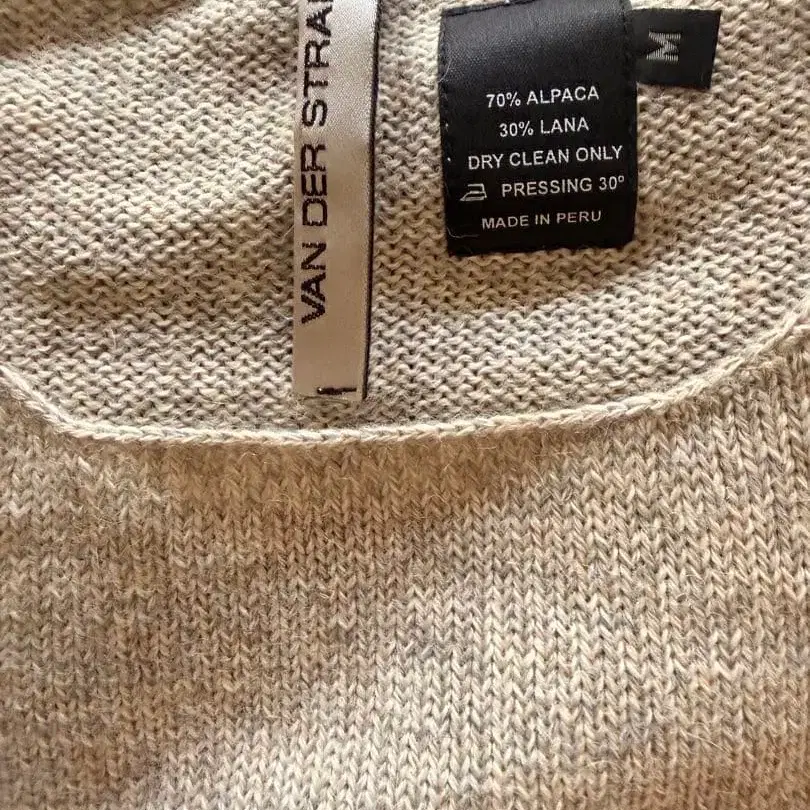 VAN DER STRA
70% ALPACA
30% LANA
DRY CLEAN ONLY
PRESSING 30°
MADE IN PERU
M